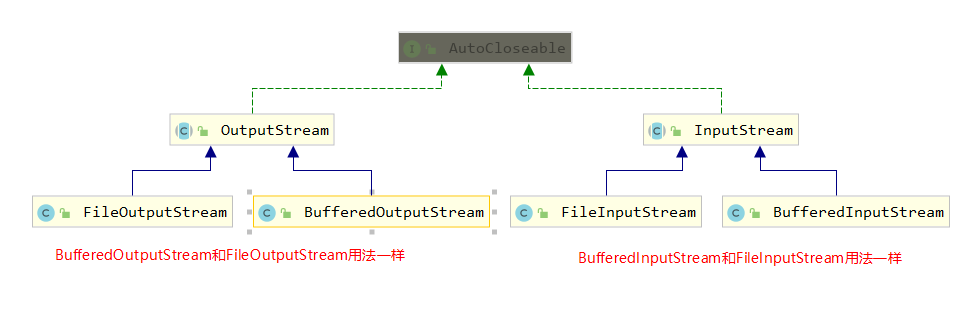 AutoCloseable
OutputStream
InputStream
FileOutputStream
BufferedOutputStream
FileInputStream
BufferedInputStream
BufferedOutputStream和FileOutputStream用法一样
BufferedInputStream和FileInputStream用法一样